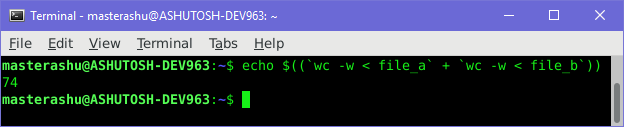 Terminal - masterashu@ASHUTOSH-DEV963: ~
File Edit View Terminal Tabs Help
masterashu@ASHUTOSH-DEV963:~$ echo $((`wc -w < file_a` + `wc -w < file_b`))
74
masterashu@ASHUTOSH-DEV963:~$